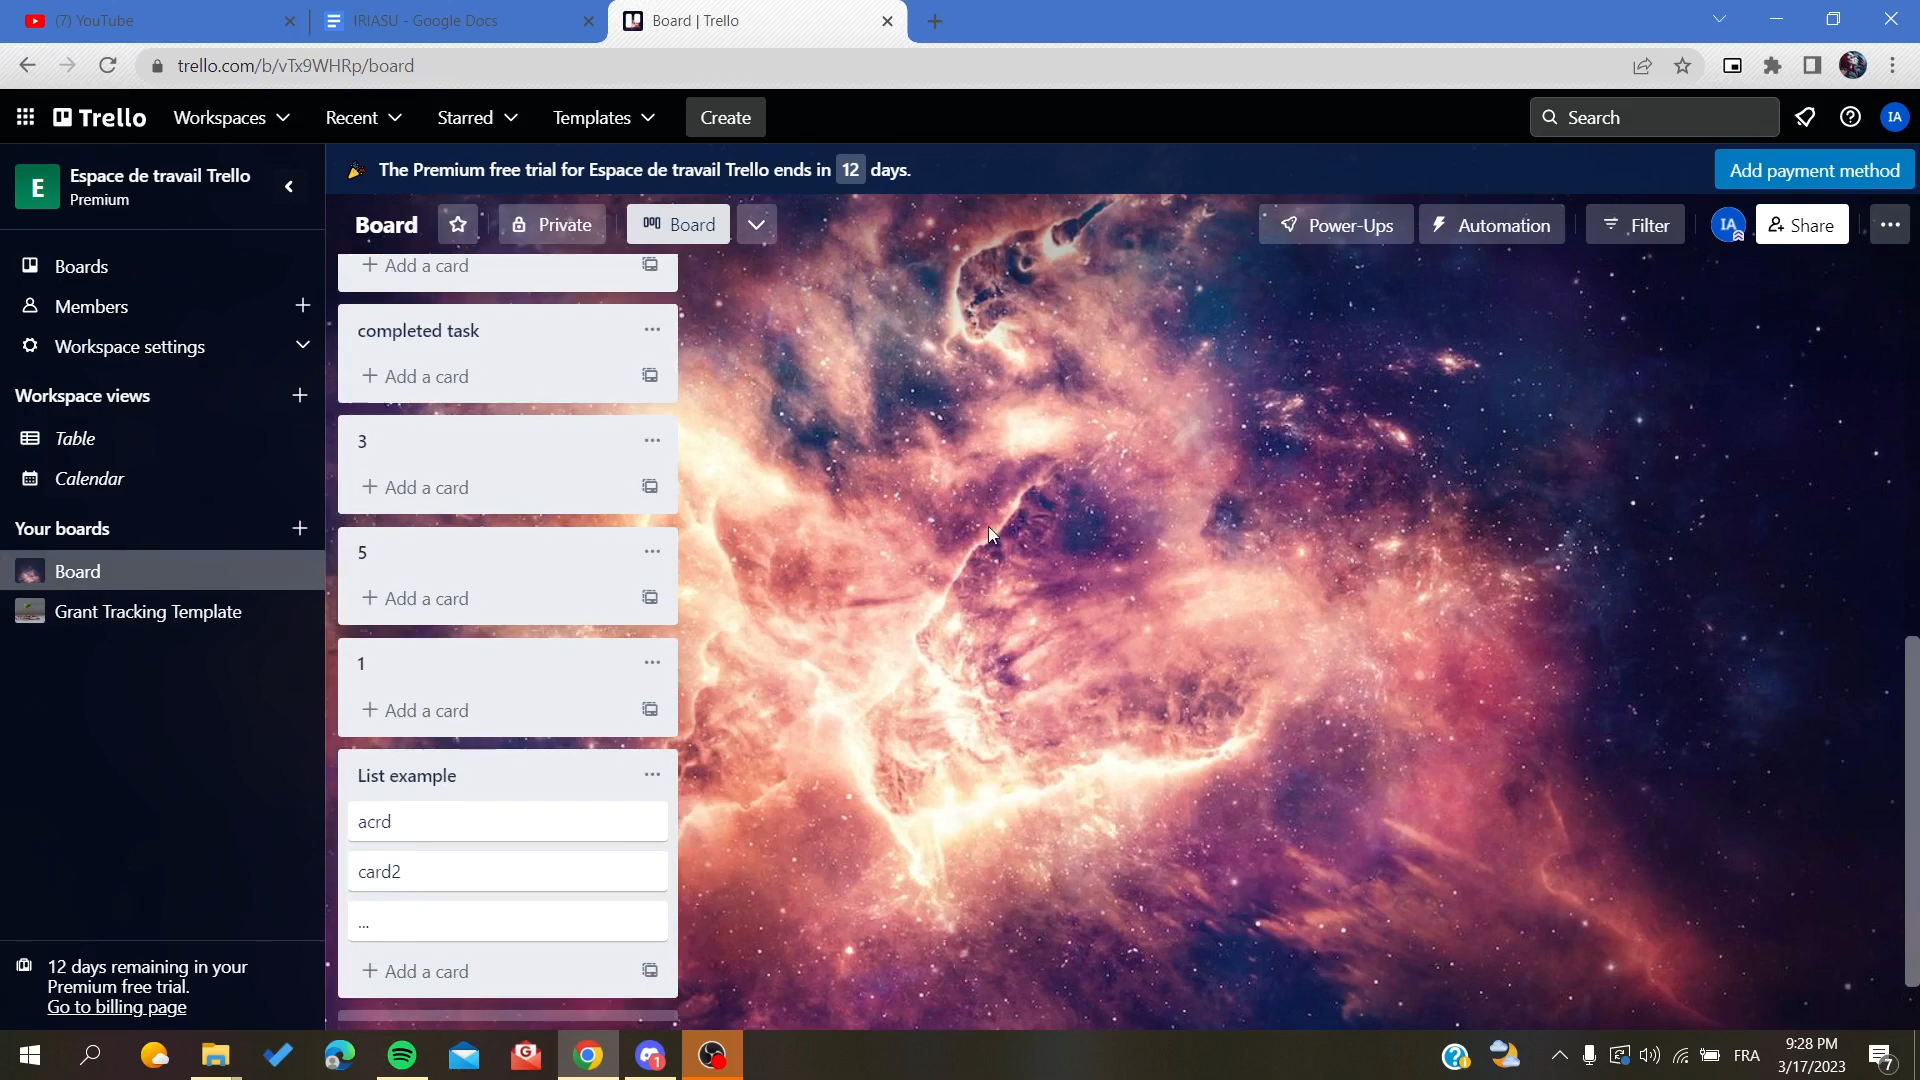 (7) YouTube
IRIASU - Google Docs
Board | Trello
trello.com/b/vTx9WHRp/board
Trello
Workspaces
Recent
Starred
Templates
Create
Search
IA
E
Espace de travail Trello
Premium
The Premium free trial for Espace de travail Trello ends in 12 days.
Add payment method
Board
Private
Board
Power-Ups
Automation
Filter
IA
Share
Boards
Members
Workspace settings
Workspace views
Table
Calendar
Your boards
Board
Grant Tracking Template
12 days remaining in your
Premium free trial.
Go to billing page
+ Add a card
completed task
+ Add a card
3
+ Add a card
5
+ Add a card
1
+ Add a card
List example
acrd
card2
...
+ Add a card
1
FRA
9:28 PM
3/17/2023
7